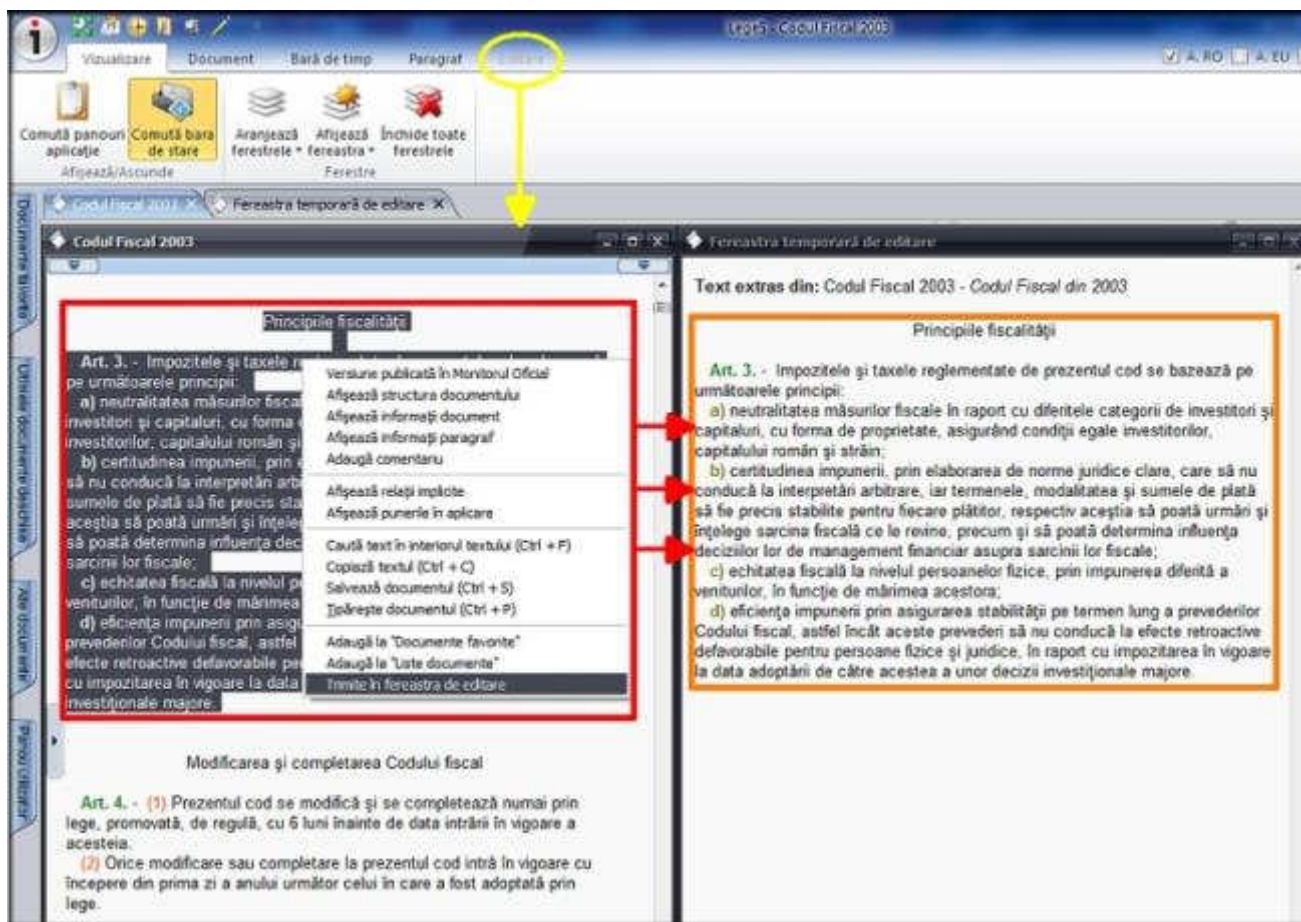 Lege5 - Codul Fiscal 2003
Vizualizare Document Bară de timp Paragraf Editare
A. RO A. EU
Comută panouri aplicație
Comută bara de stare
Aranjează ferestrele
Afișează fereastra
Închide toate ferestrele
Afișează/Ascunde
Ferestre
Documente favorite
Ultimele documente deschise
Alte documente
Panou utilizator
Codul Fiscal 2003 Fereastra temporară de editare
Codul Fiscal 2003
Principiile fiscalității
Art. 3. - Impozitele și taxele
pe următoarele principii:
a) neutralitatea măsurilor
investitori și capitaluri, cu forma
investitorilor, capitalului român și
b) certitudinea impunerii, prin
să nu conducă la interpretări
sumele de plată să fie precis
aceștia să poată urmări și
să poată determina influența
sarcinii lor fiscale;
c) echitatea fiscală la nivelul
veniturilor, în funcție de mărimea
d) eficiența impunerii prin
prevederilor Codului fiscal, astfel
efecte retroactive defavorabile
cu impozitarea în vigoare la data
investiționale majore.
Versiune publicată în Monitorul Oficial
Afișează structura documentului
Afișează informații document
Afișează informații paragraf
Adaugă comentariu
Afișează relații implicite
Afișează punerile în aplicare
Caută text în interiorul textului (Ctrl + F)
Copiază textul (Ctrl + C)
Salvează documentul (Ctrl + S)
Tipărește documentul (Ctrl + P)
Adaugă la "Documente favorite"
Adaugă la "Liste documente"
Trimite în fereastra de editare
Modificarea și completarea Codului fiscal
Art. 4. - (1) Prezentul cod se modifică și se completează numai prin
lege, promovată, de regulă, cu 6 luni înainte de data intrării în vigoare a
acesteia.
(2) Orice modificare sau completare la prezentul cod intră în vigoare cu
începere din prima zi a anului următor celui în care a fost adoptată prin
lege.
Fereastra temporară de editare
Text extras din: Codul Fiscal 2003 - Codul Fiscal din 2003
Principiile fiscalității
Art. 3. - Impozitele și taxele reglementate de prezentul cod se bazează pe
următoarele principii:
a) neutralitatea măsurilor fiscale în raport cu diferitele categorii de investitori și
capitaluri, cu forma de proprietate, asigurând condiții egale investitorilor,
capitalului român și străin;
b) certitudinea impunerii, prin elaborarea de norme juridice clare, care să nu
conducă la interpretări arbitrare, iar termenele, modalitatea și sumele de plată
să fie precis stabilite pentru fiecare plătitor, respectiv aceștia să poată urmări și
înțelege sarcina fiscală ce le revine, precum și să poată determina influența
deciziilor lor de management financiar asupra sarcinii lor fiscale;
c) echitatea fiscală la nivelul persoanelor fizice, prin impunerea diferită a
veniturilor, în funcție de mărimea acestora;
d) eficiența impunerii prin asigurarea stabilității pe termen lung a prevederilor
Codului fiscal, astfel încât aceste prevederi să nu conducă la efecte retroactive
defavorabile pentru persoane fizice și juridice, în raport cu impozitarea în vigoare
la data adoptării de către acestea a unor decizii investiționale majore.